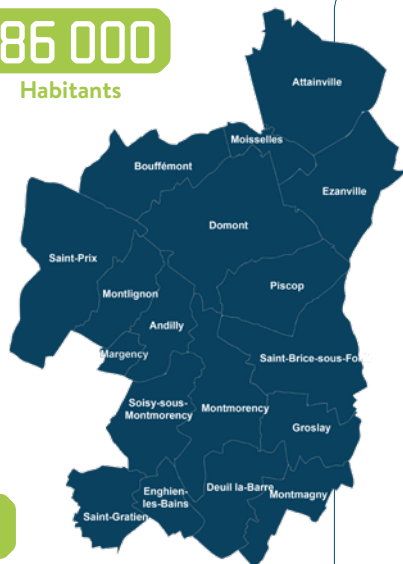 86 000
Habitants
Attainville
Moisselles
Bouffémont
Ezanville
Domont
Saint-Prix
Piscop
Montlignon
Andilly
Margency
Saint-Brice-sous-Fo
Soisy-sous-
Montmorency
Montmorency
Groslay
Enghien-
les-Bains
Deuil la-Barre
Montmagny
Saint-Gratien